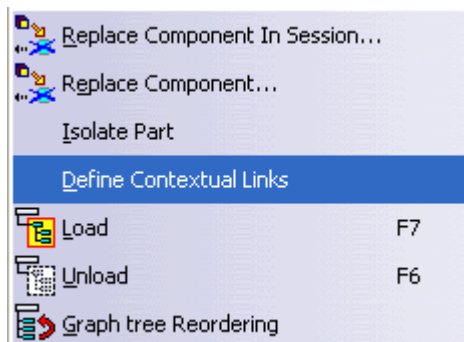 Replace Component In Session...
Replace Component...
Isolate Part
Define Contextual Links
Load F7
Unload F6
Graph tree Reordering